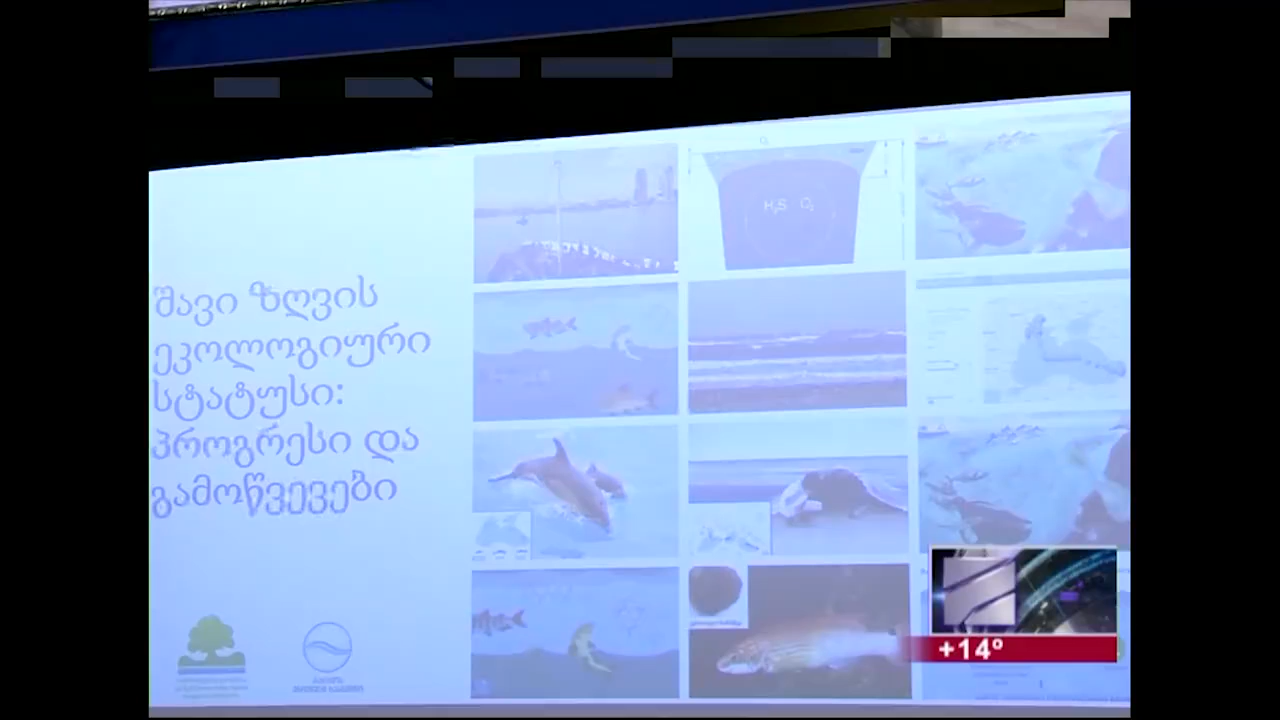 შავი ზღვის
ეკოლოგიური
სტატუსი:
პროგრესი და
გამოწვევები
H₂S O₂
+14°